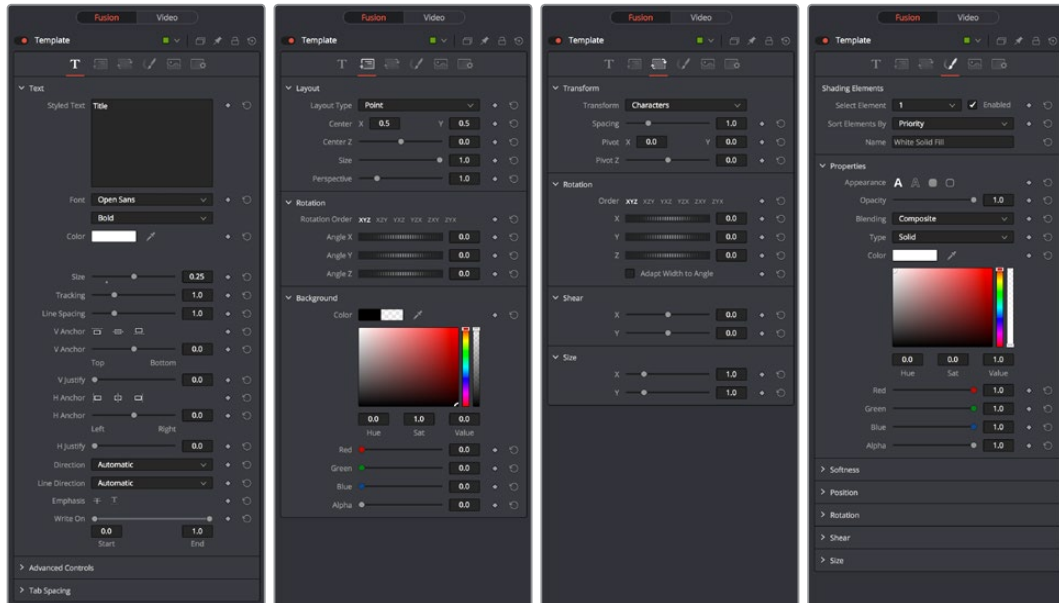 Fusion Video
Template
Text
Styled Text Title
Font Open Sans
Bold
Color
Size 0.25
Tracking 1.0
Line Spacing 1.0
V Anchor
V Anchor 0.0
Top Bottom
V Justify 0.0
H Anchor
H Anchor 0.0
Left Right
H Justify 0.0
Direction Automatic
Line Direction Automatic
Emphasis
Write On
0.0 1.0
Start End
Advanced Controls
Tab Spacing
Fusion Video
Template
Layout
Layout Type Point
Center X 0.5 Y 0.5
Center Z 0.0
Size 1.0
Perspective 1.0
Rotation
Rotation Order XYZ XZY YXZ YZX ZXY ZYX
Angle X 0.0
Angle Y 0.0
Angle Z 0.0
Background
Color
0.0 1.0 0.0
Hue Sat Value
Red 0.0
Green 0.0
Blue 0.0
Alpha 0.0
Fusion Video
Template
Transform
Transform Characters
Spacing 1.0
Pivot X 0.0 Y 0.0
Pivot Z 0.0
Rotation
Order XYZ XZY YXZ YZX ZXY ZYX
X 0.0
Y 0.0
Z 0.0
Adapt Width to Angle
Shear
X 0.0
Y 0.0
Size
X 1.0
Y 1.0
Fusion Video
Template
Shading Elements
Select Element 1 Enabled
Sort Elements By Priority
Name White Solid Fill
Properties
Appearance
Opacity 1.0
Blending Composite
Type Solid
Color
0.0 0.0 1.0
Hue Sat Value
Red 1.0
Green 1.0
Blue 1.0
Alpha 1.0
Softness
Position
Rotation
Shear
Size